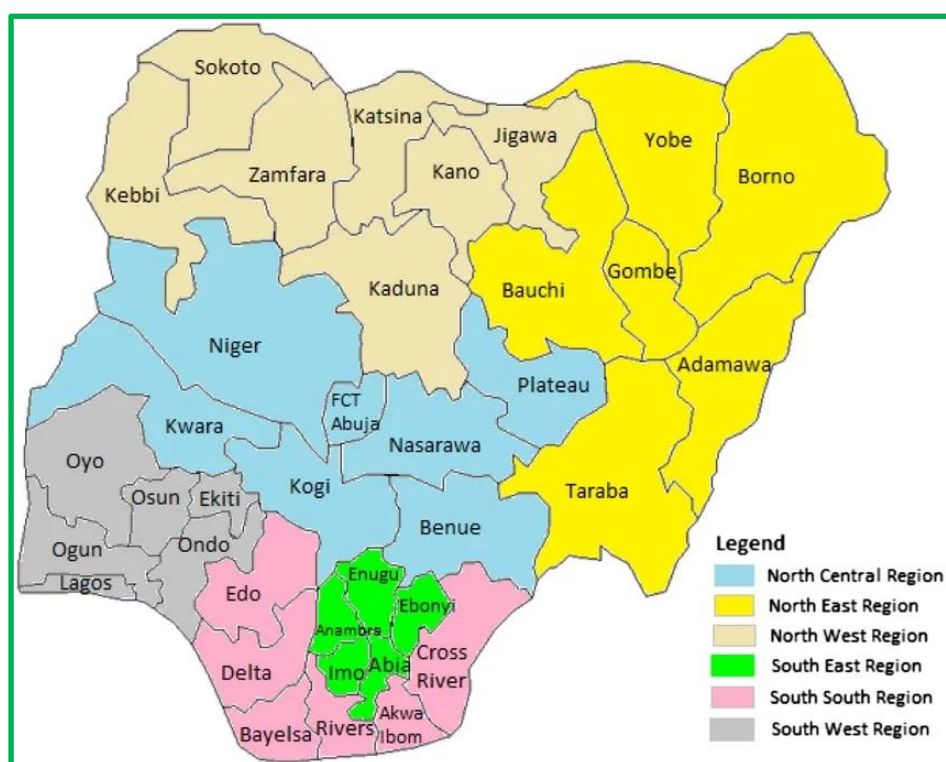 Sokoto
Katsina
Jigawa
Yobe
Kano
Zamfara
Borno
Kebbi
Gombe
Kaduna
Bauchi
Niger
Adamawa
Plateau
FCT
Abuja
Kwara
Nasarawa
Oyo
Kogi
Taraba
Osun
Ekiti
Benue
Ogun
Ondo
Lagos
Enugu
Edo
Ebonyi
Anambra
Cross
River
Delta
Imo
Abia
Akwa
Ibom
Rivers
Bayelsa
Legend
North Central Region
North East Region
North West Region
South East Region
South South Region
South West Region